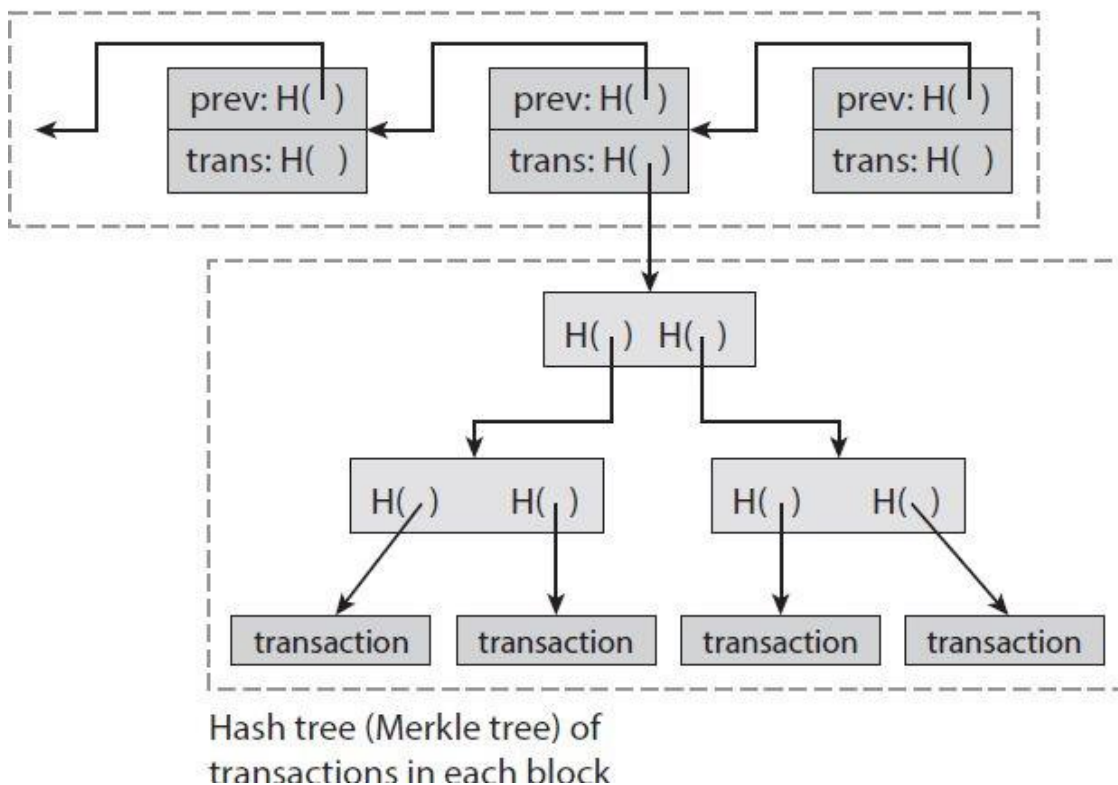 prev: H( ) prev: H( ) prev: H( )
trans: H( ) trans: H( ) trans: H( )
H( ) H( )
H( ) H( ) H( ) H( )
transaction transaction transaction transaction
Hash tree (Merkle tree) of
transactions in each block